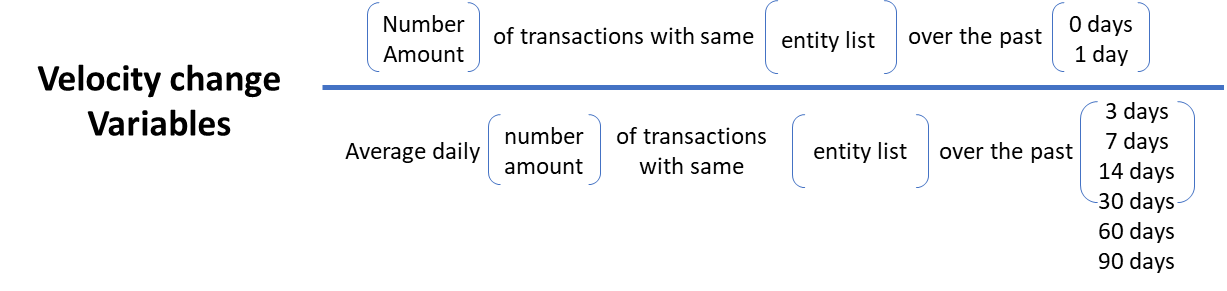 Velocity change
Variables
Number
Amount
of transactions with same
entity list
over the past
0 days
1 day
Average daily
number
amount
of transactions
with same
entity list
over the past
3 days
7 days
14 days
30 days
60 days
90 days